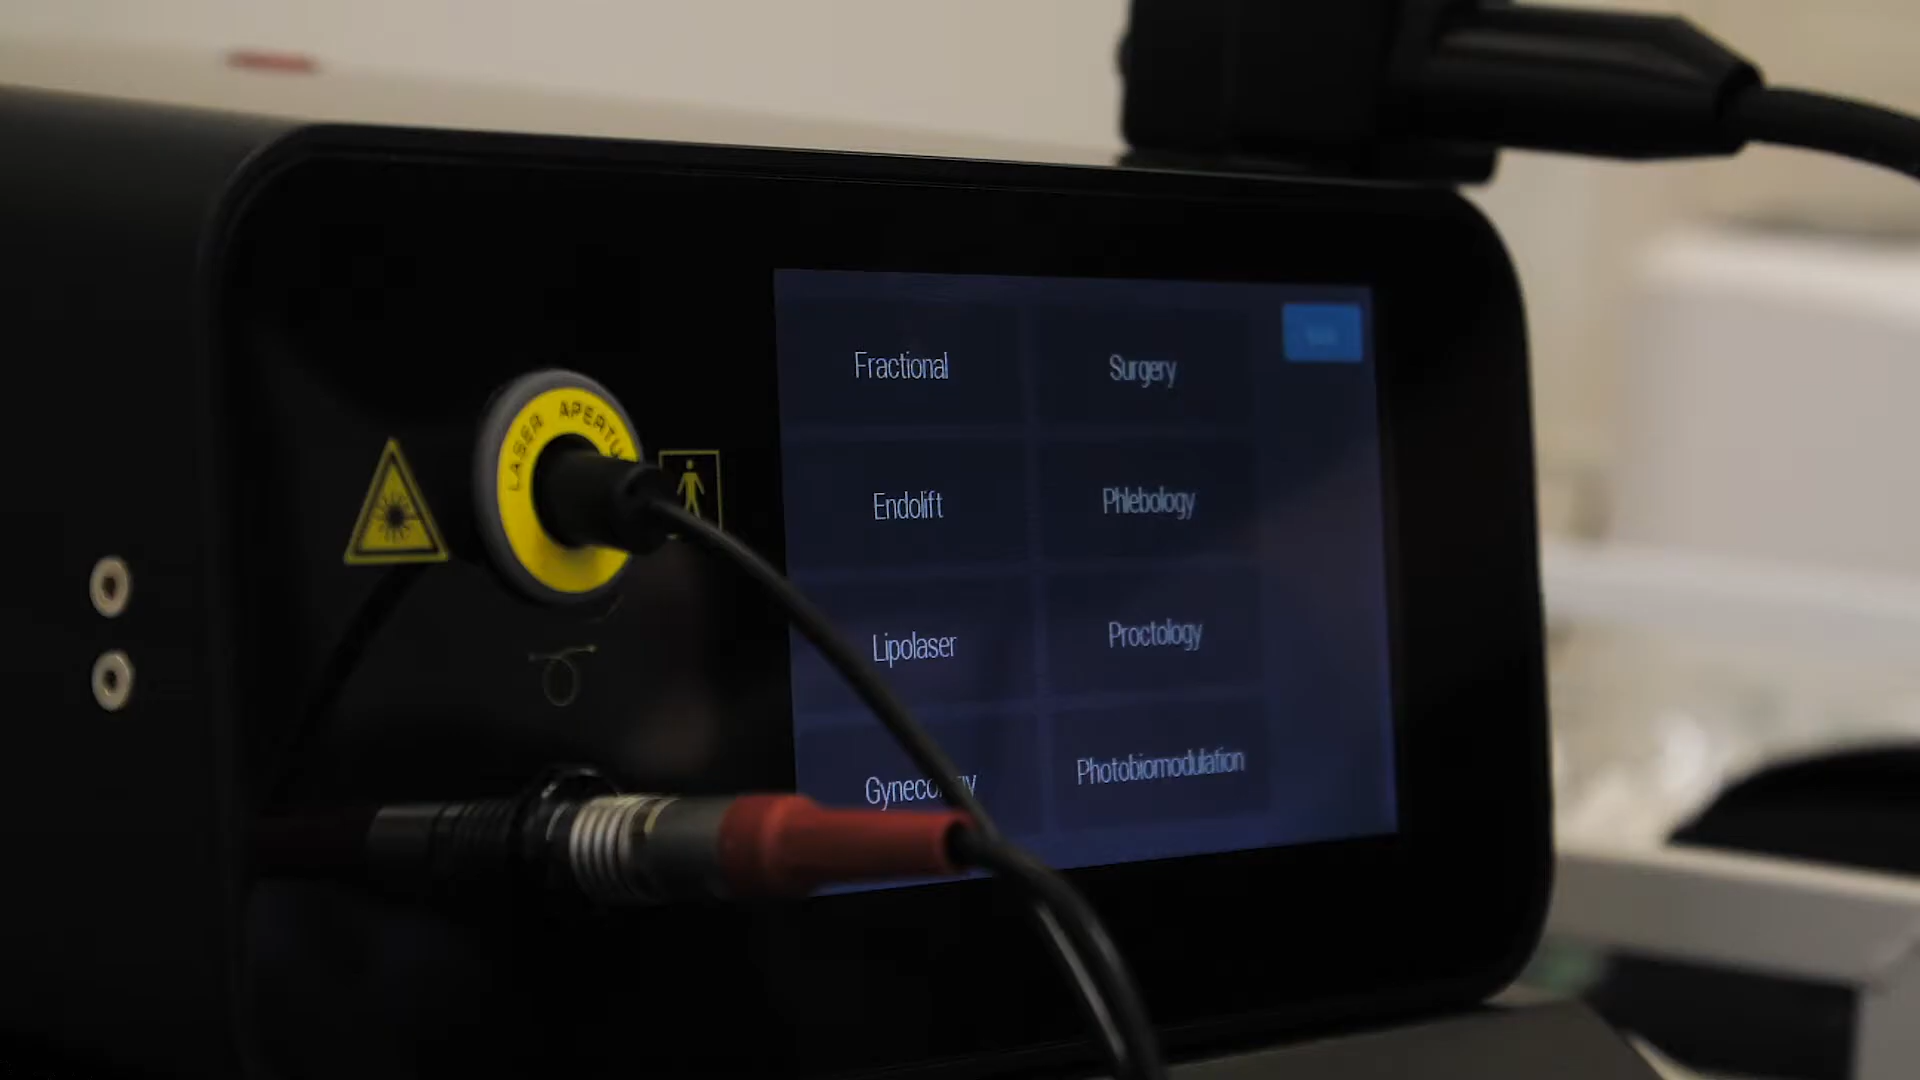 LASER APERTU
Fractional
Surgery
Endolift
Phlebology
Lipolaser
Proctology
Photobiomodulation